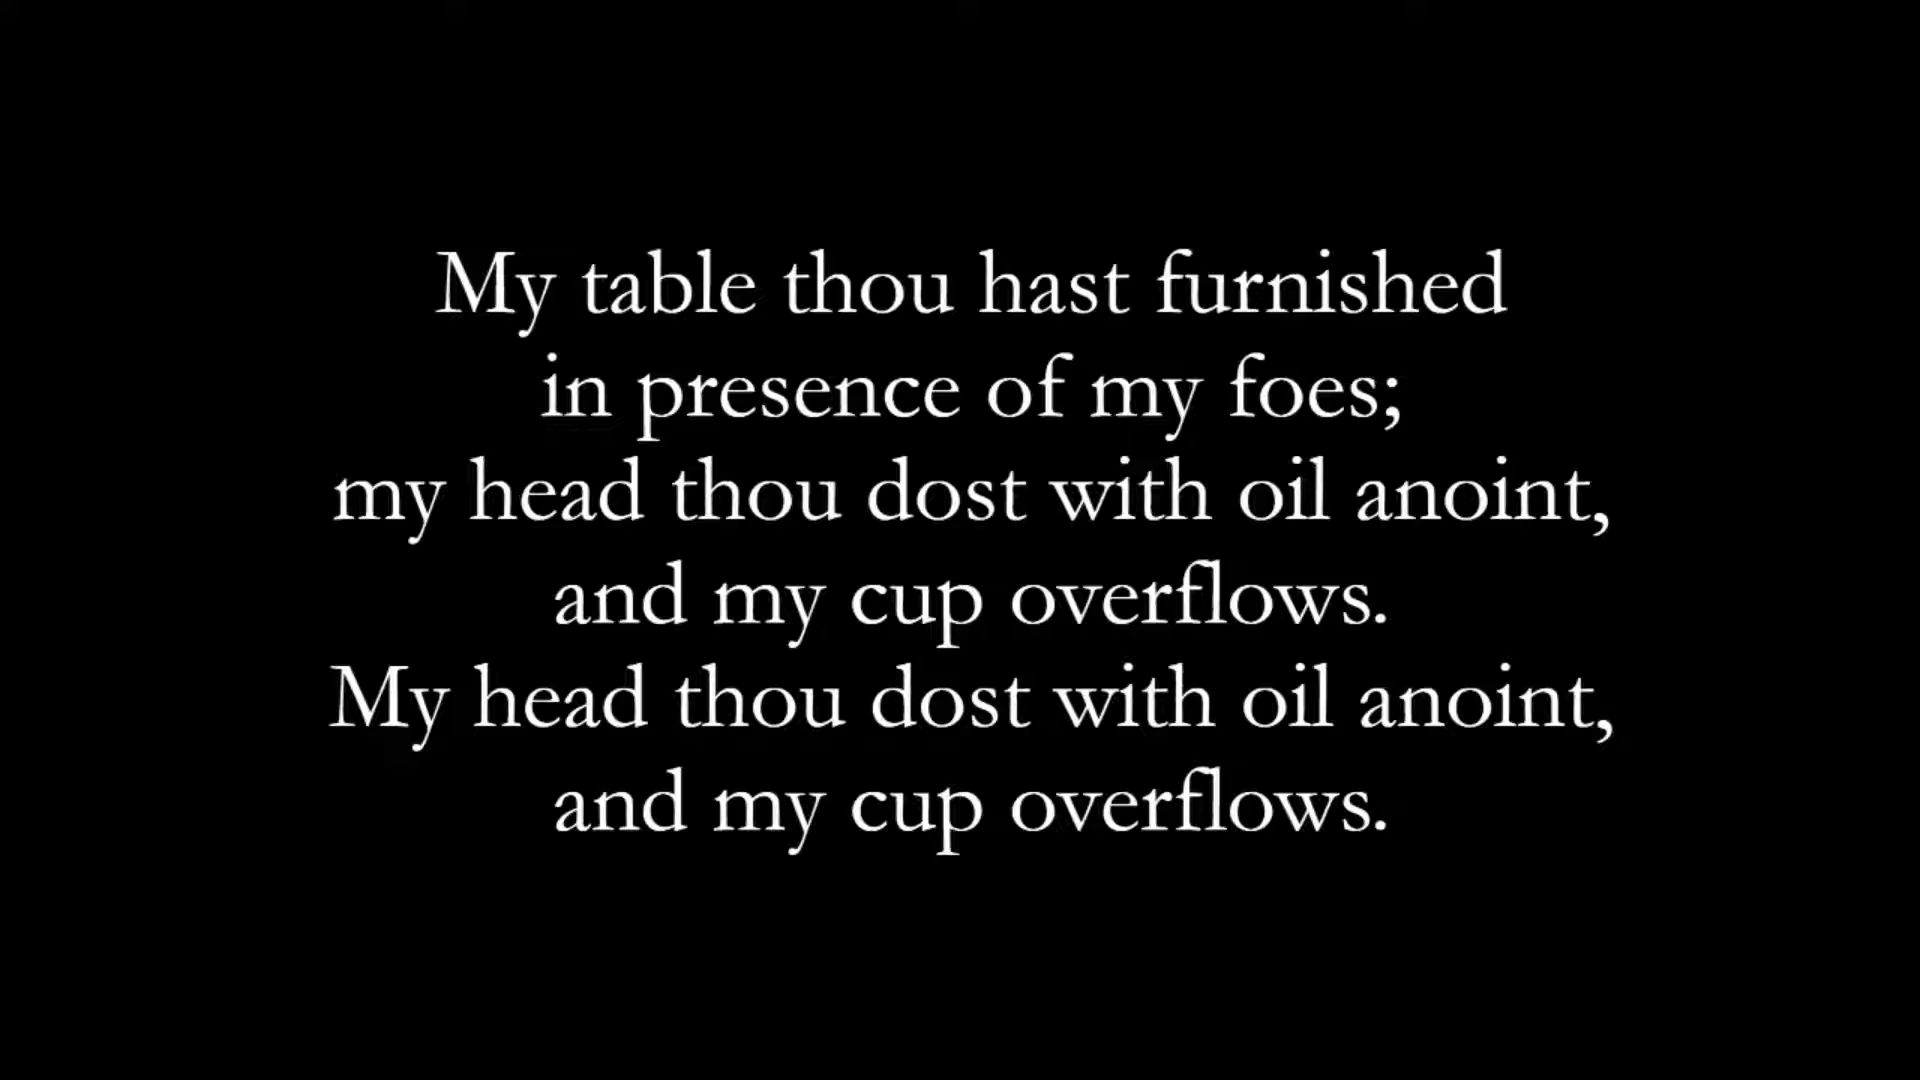 My table thou hast furnished
in presence of my foes;
my head thou dost with oil anoint,
and my cup overflows.
My head thou dost with oil anoint,
and my cup overflows.